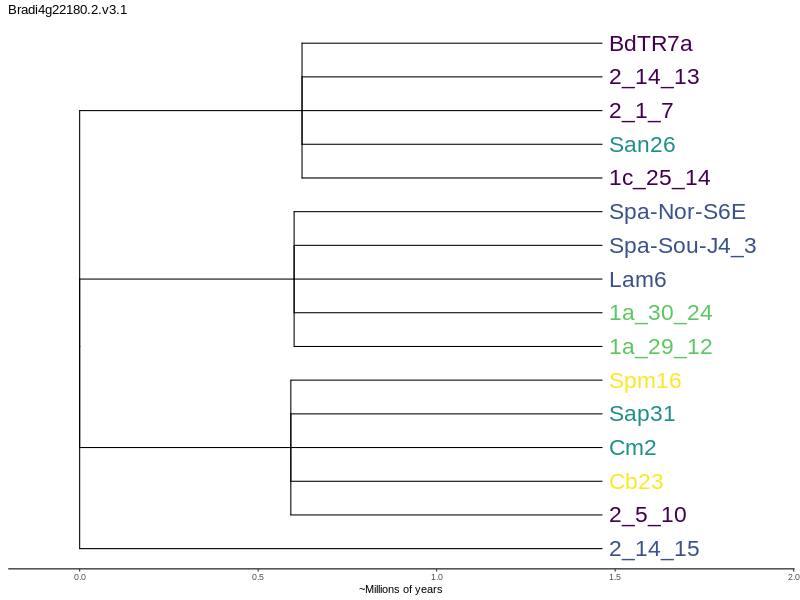 Bradi4g22180.2.v3.1
BdTR7a
2_14_13
2_1_7
San26
1c_25_14
Spa-Nor-S6E
Spa-Sou-J4_3
Lam6
1a_30_24
1a_29_12
Spm16
Sap31
Cm2
Cb23
2_5_10
2_14_15
0.0 0.5 1.0 1.5 2.0
~Millions of years